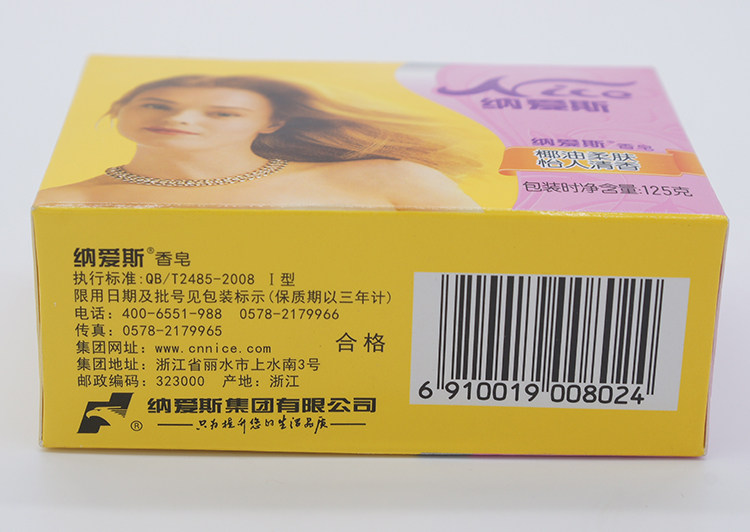 Nice
纳爱斯
纳爱斯®香皂
椰油柔肤
怡人清香
包装时净含量:125克
纳爱斯®香皂
执行标准:QB/T2485-2008 Ⅰ型
限用日期及批号见包装标示(保质期以三年计)
电话: 400-6551-988 0578-2179966
传真: 0578-2179965
集团网址: www.cnnice.com
集团地址: 浙江省丽水市上水南3号
邮政编码: 323000 产地: 浙江
合格
6 910019 008024
®
纳爱斯集团有限公司
只为提升您的生活品质